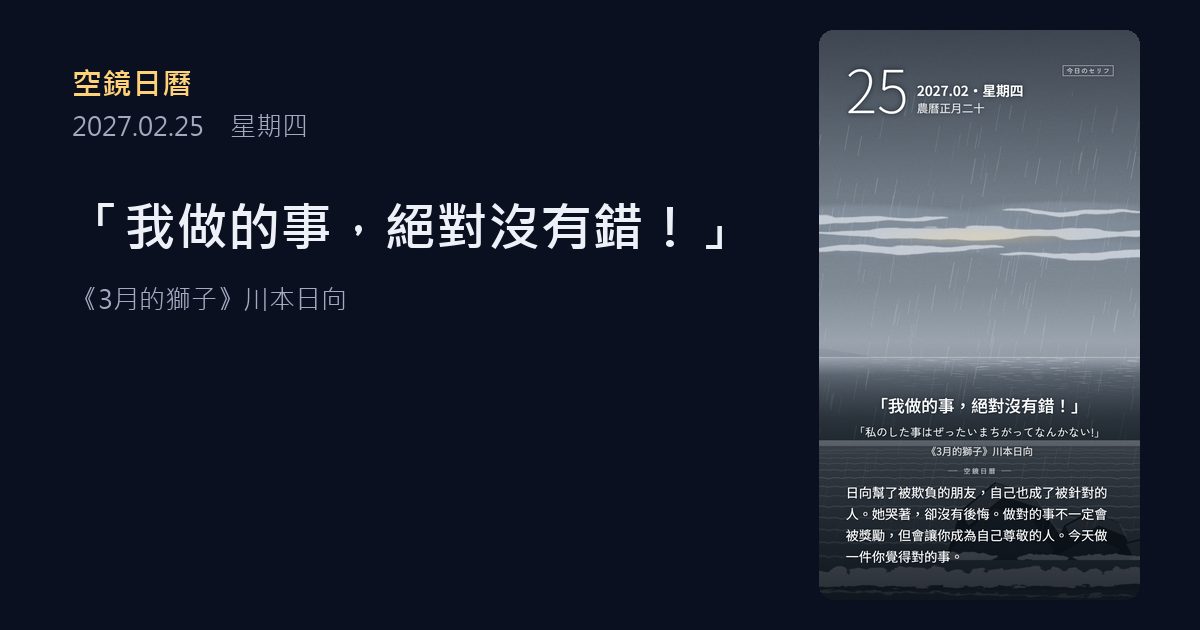 空鏡日曆
2027.02.25 星期四
「我做的事，絕對沒有錯！」
《3月的獅子》川本日向
25
2027.02・星期四
農曆正月二十
今日のセリフ
「我做的事，絕對沒有錯！」
「私のした事はぜったいまちがってなんかない!」
《3月的獅子》川本日向
— 空鏡日曆 —
日向幫了被欺負的朋友，自己也成了被針對的
人。她哭著，卻沒有後悔。做對的事不一定會
被獎勵，但會讓你成為自己尊敬的人。今天做
一件你覺得對的事。